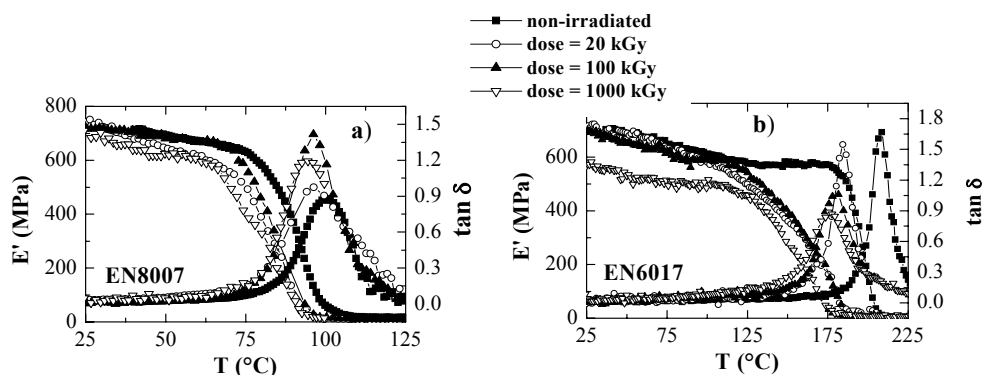 non-irradiated
dose = 20 kGy
dose = 100 kGy
dose = 1000 kGy
a)
E' (MPa)
800
600
400
200
0
1.5
1.2
0.9
0.6
0.3
0.0
tan δ
EN8007
25 50 75 100 125
T (°C)
b)
E' (MPa)
600
400
200
0
1.8
1.5
1.2
0.9
0.6
0.3
0.0
tan δ
EN6017
25 75 125 175 225
T (°C)